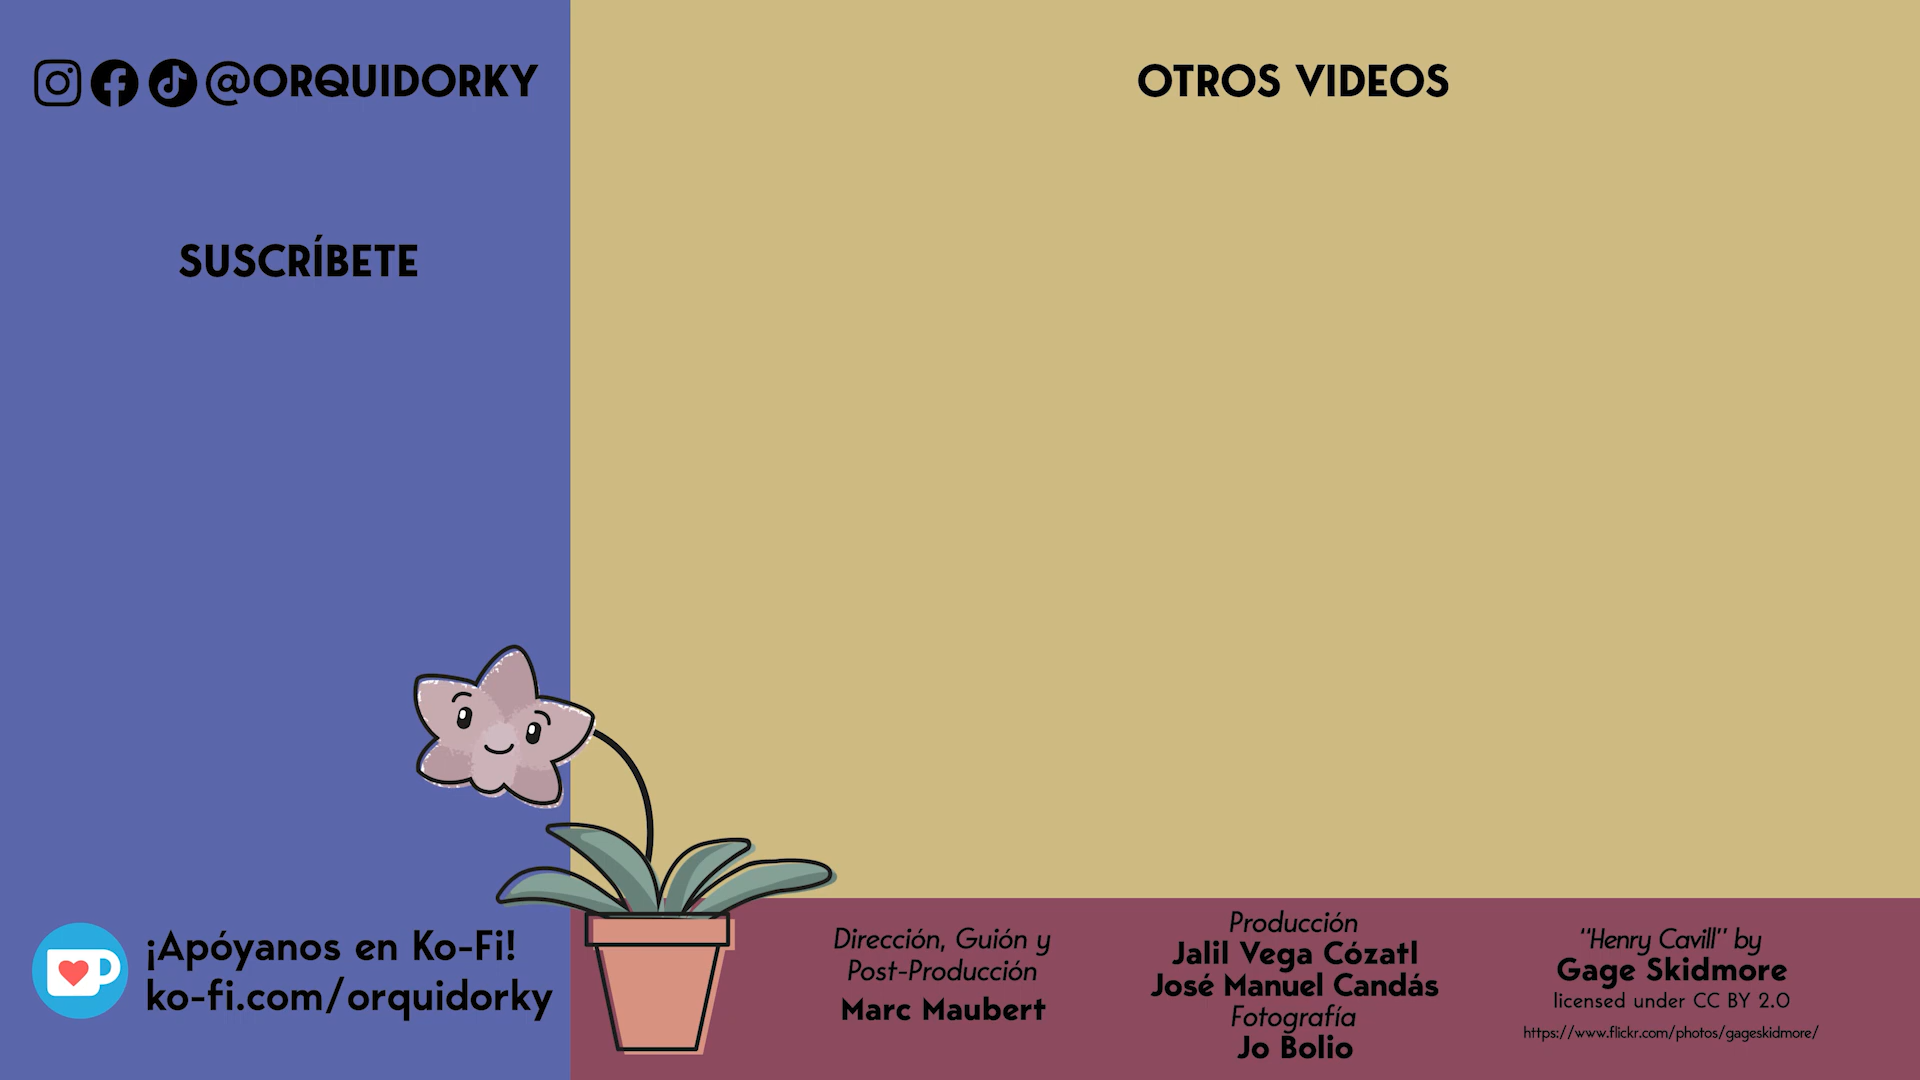 @ORQUIDORKY
OTROS VIDEOS
SUSCRÍBETE
¡Apóyanos en Ko-Fi!
ko-fi.com/orquidorky
Dirección, Guión y
Post-Producción
Marc Maubert
Producción
Jalil Vega Cózatl
José Manuel Candás
Fotografía
Jo Bolio
"Henry Cavill" by
Gage Skidmore
licensed under CC BY 2.0
https://www.flickr.com/photos/gageskidmore/